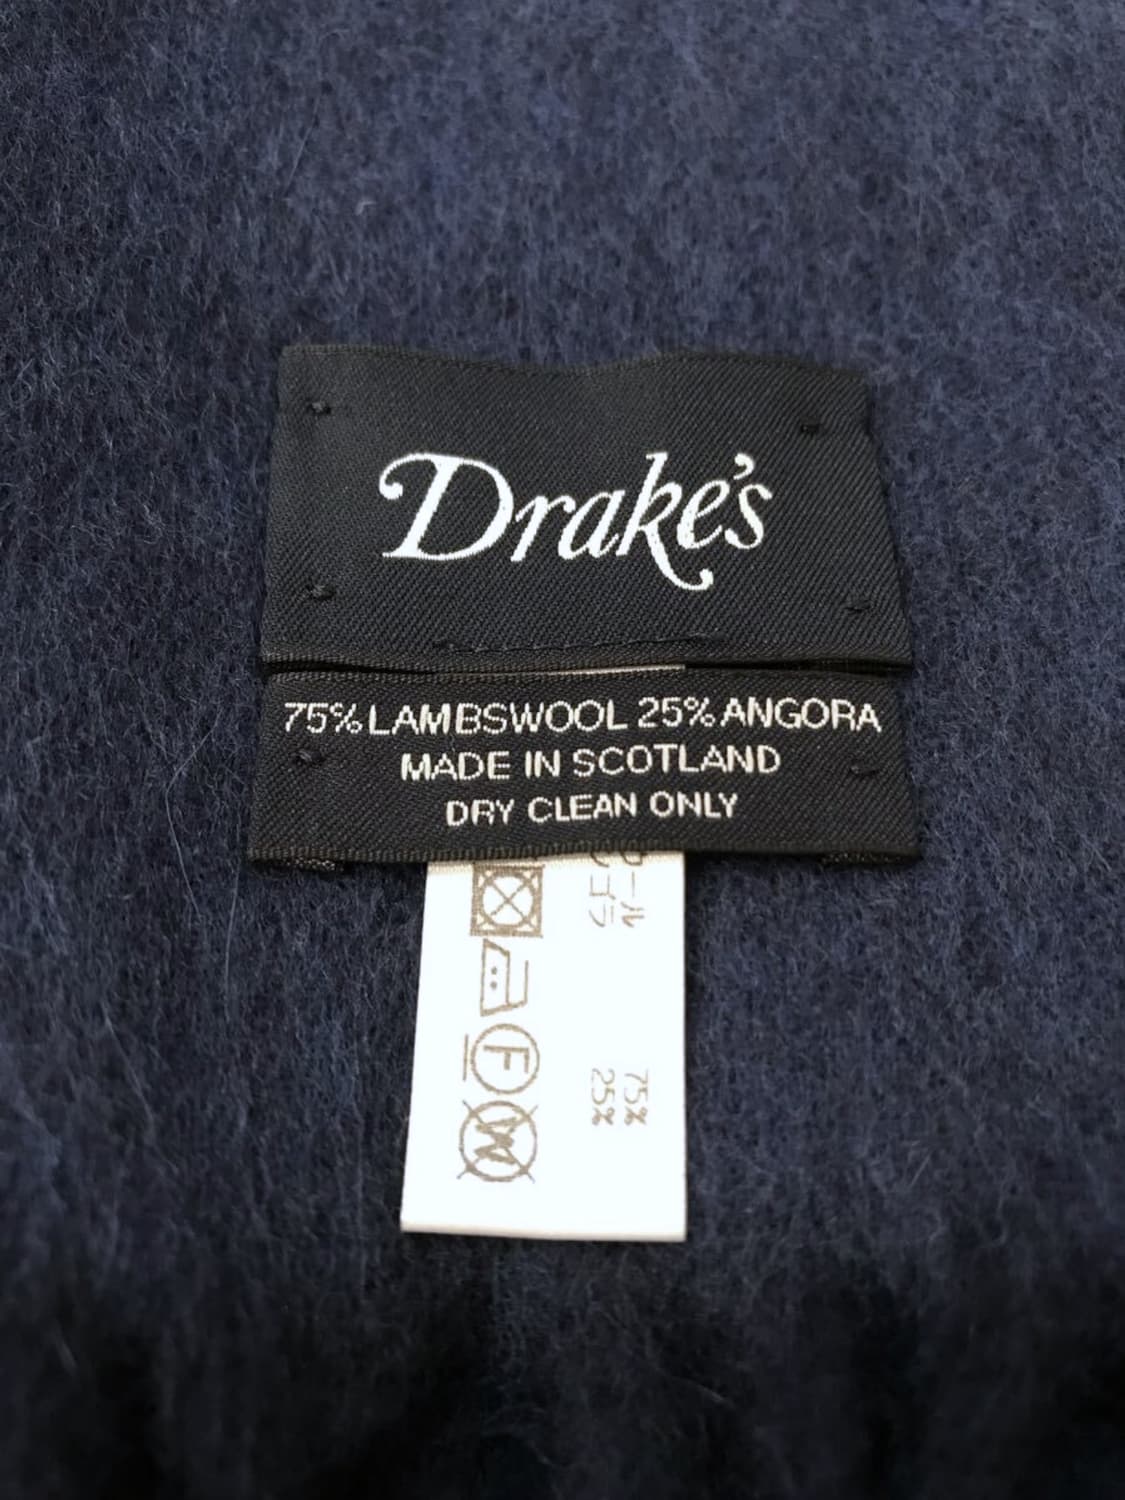 Drake's
75% LAMBSWOOL 25% ANGORA
MADE IN SCOTLAND
DRY CLEAN ONLY
75%
25%
F
W